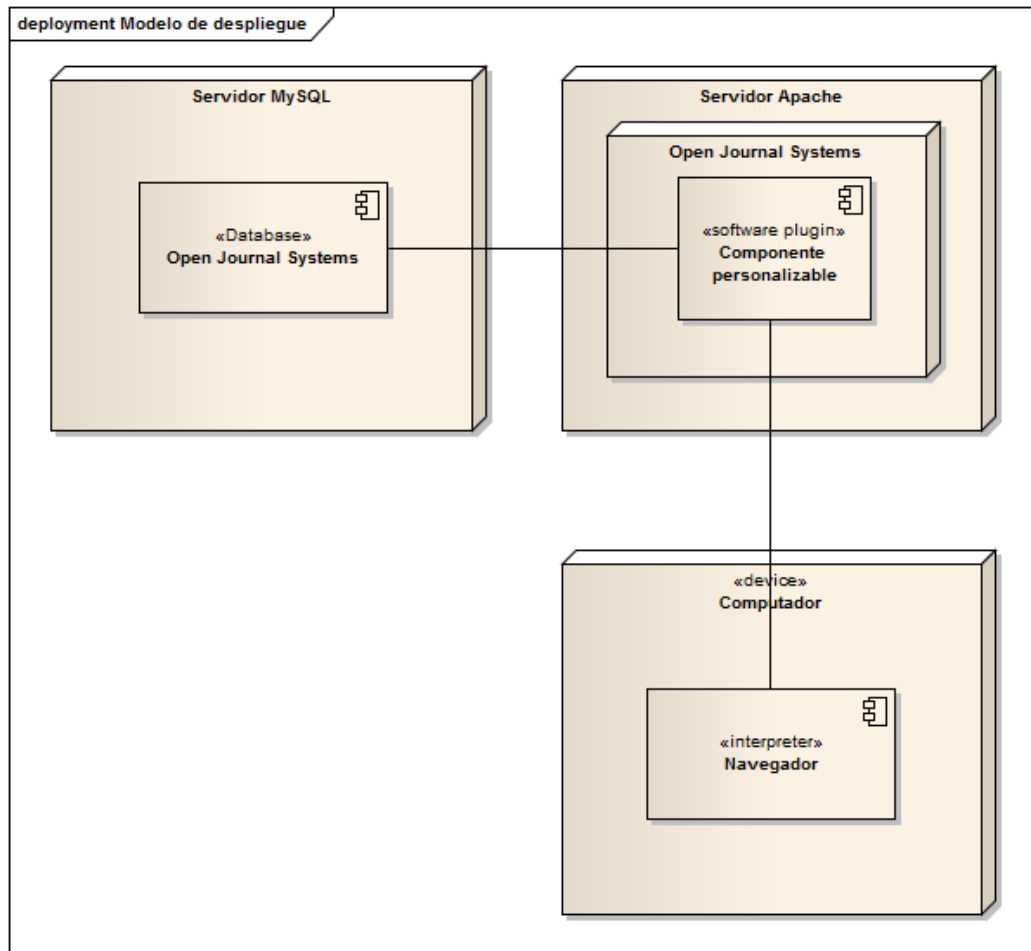 deployment Modelo de despliegue
Servidor MySQL
«Database»
Open Journal Systems
Servidor Apache
Open Journal Systems
«software plugin»
Componente
personalizable
«device»
Computador
«interpreter»
Navegador